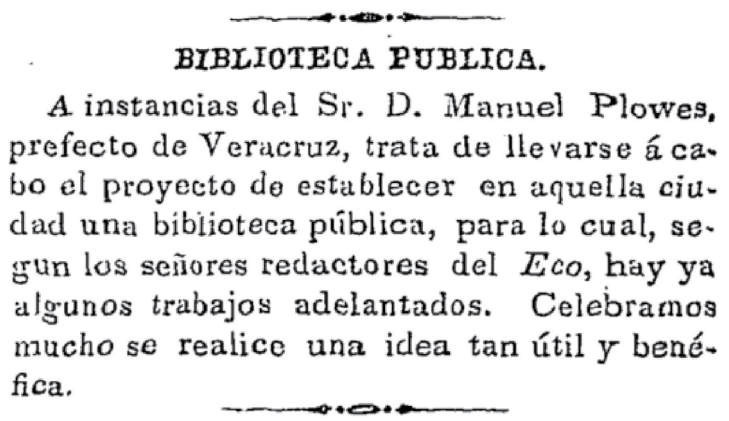 BIBLIOTECA PUBLICA.
A instancias del Sr. D. Manuel Plowes,
prefecto de Veracruz, trata de llevarse á ca-
bo el proyecto de establecer en aquella ciu-
dad una biblioteca pública, para lo cual, se-
gun los señores redactores del Eco, hay ya
algunos trabajos adelantados. Celebramos
mucho se realice una idea tan útil y bené-
fica.